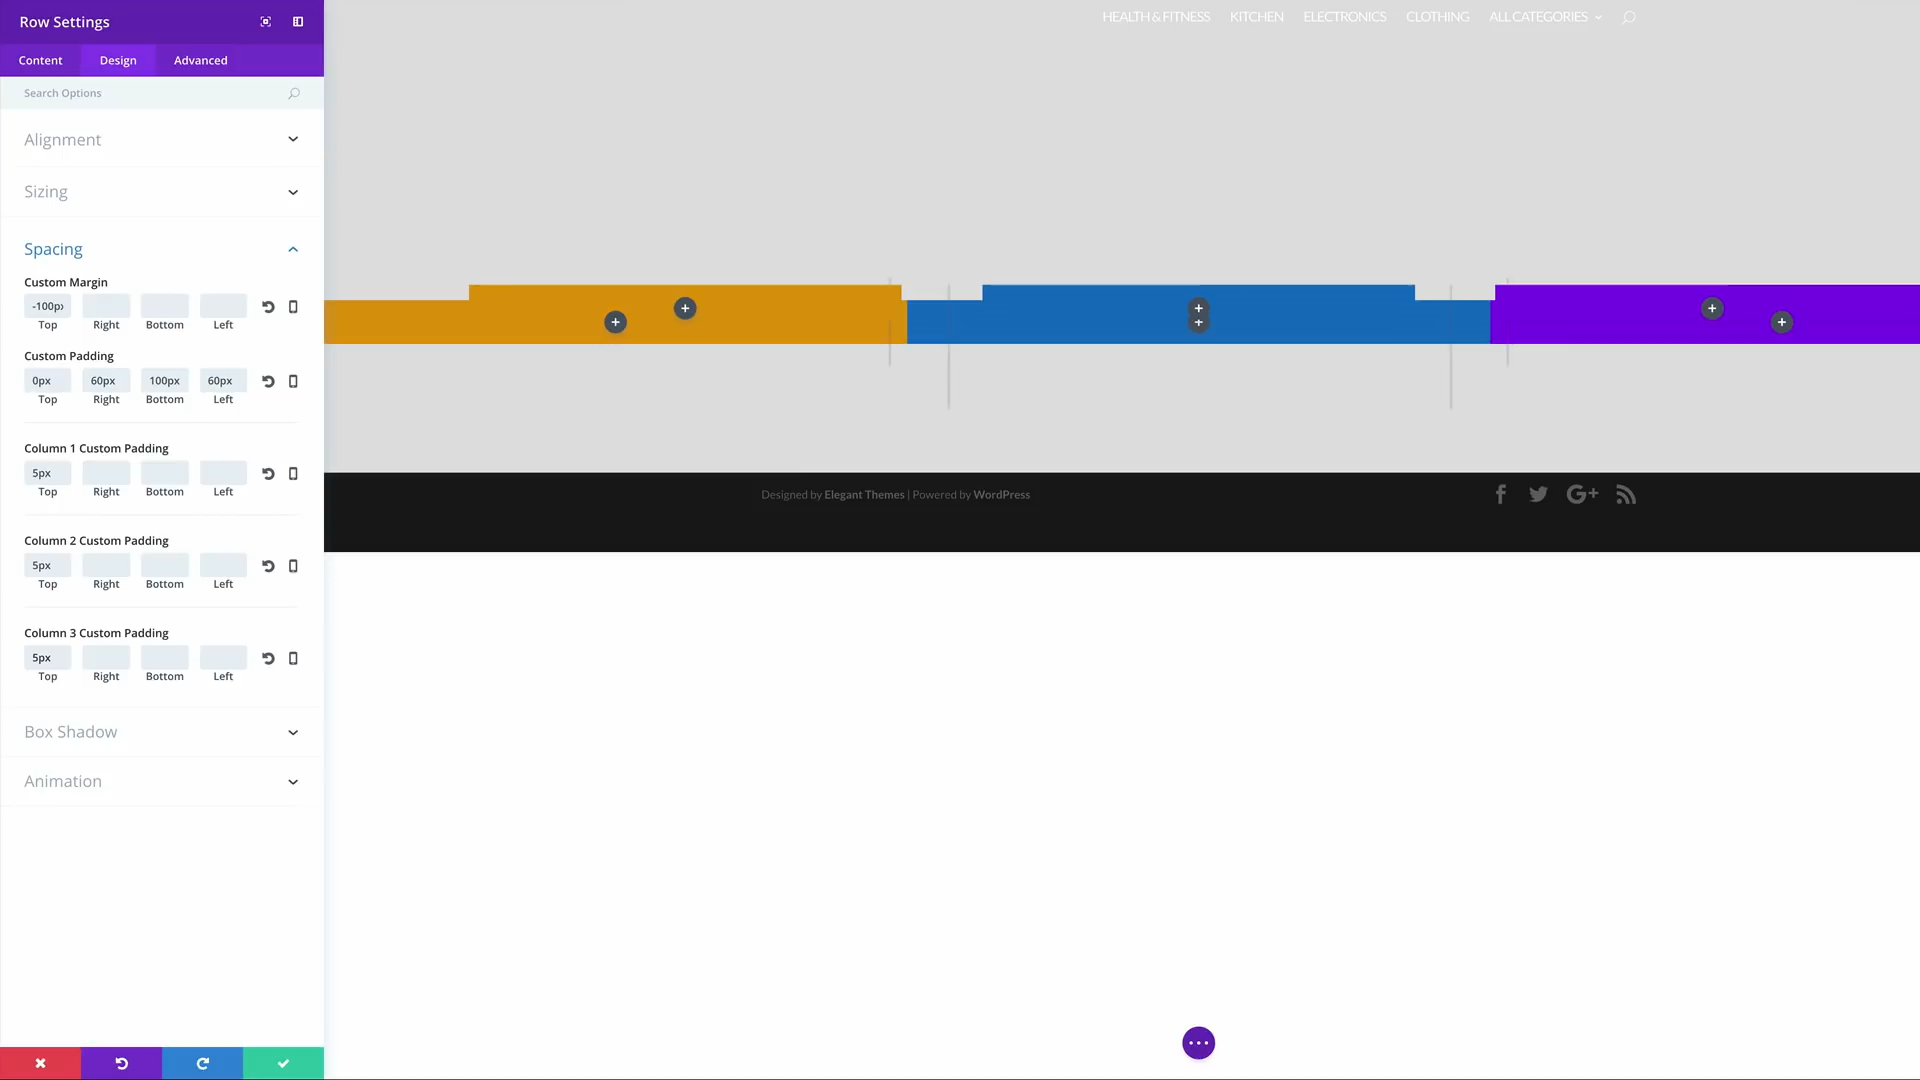 Row Settings
Content Design Advanced
Search Options
Alignment
Sizing
Spacing
Custom Margin
-100px
Top Right Bottom Left
Custom Padding
0px 60px 100px 60px
Top Right Bottom Left
Column 1 Custom Padding
5px
Top Right Bottom Left
Column 2 Custom Padding
5px
Top Right Bottom Left
Column 3 Custom Padding
5px
Top Right Bottom Left
Box Shadow
Animation
HEALTH & FITNESS KITCHEN ELECTRONICS CLOTHING ALL CATEGORIES
Designed by Elegant Themes | Powered by WordPress